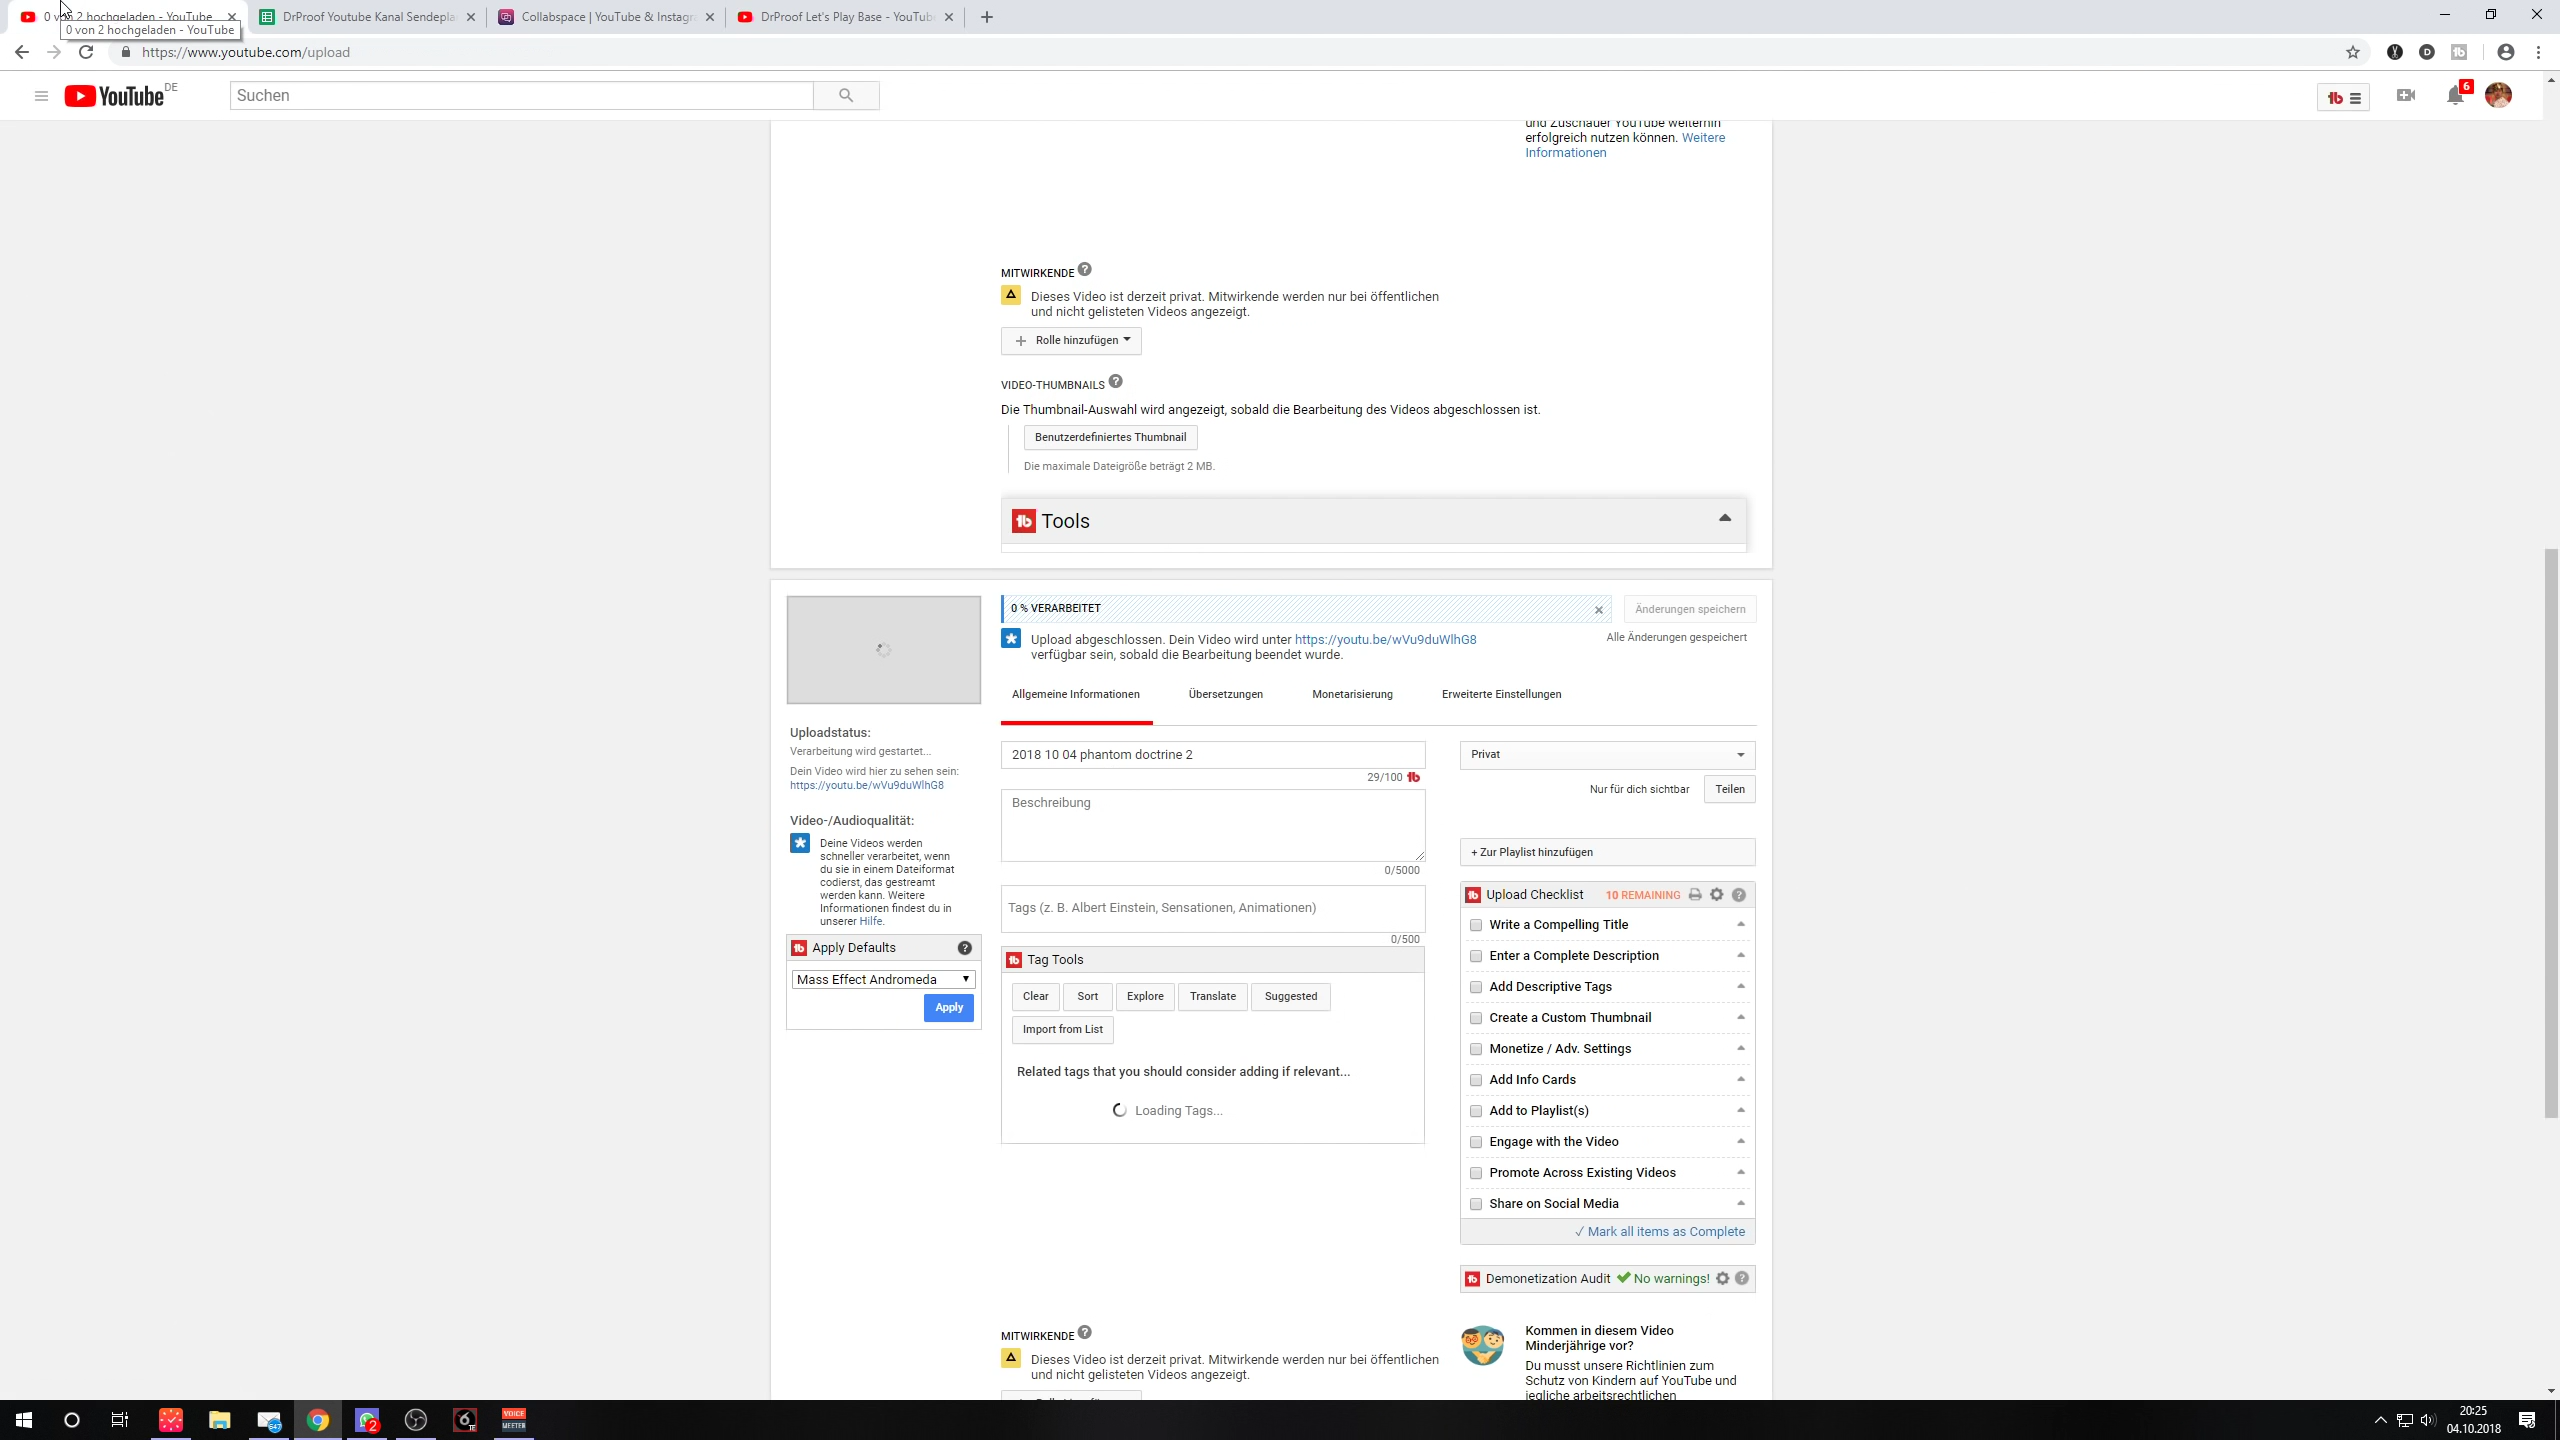 2 hochgeladen - YouTube
DrProof Youtube Kanal Sendepla
Collabspace | YouTube & Instagr
DrProof Let's Play Base - YouTub
0 von 2 hochgeladen - YouTube
https://www.youtube.com/upload
YouTube DE
Suchen
6
und Zuschauer YouTube weiterhin
erfolgreich nutzen können. Weitere
Informationen
MITWIRKENDE
Dieses Video ist derzeit privat. Mitwirkende werden nur bei öffentlichen
und nicht gelisteten Videos angezeigt.
+ Rolle hinzufügen
VIDEO-THUMBNAILS
Die Thumbnail-Auswahl wird angezeigt, sobald die Bearbeitung des Videos abgeschlossen ist.
Benutzerdefiniertes Thumbnail
Die maximale Dateigröße beträgt 2 MB.
Tools
0 % VERARBEITET
Änderungen speichern
Upload abgeschlossen. Dein Video wird unter https://youtu.be/wVu9duWlhG8
verfügbar sein, sobald die Bearbeitung beendet wurde.
Alle Änderungen gespeichert
Allgemeine Informationen
Übersetzungen
Monetarisierung
Erweiterte Einstellungen
Uploadstatus:
Verarbeitung wird gestartet...
Dein Video wird hier zu sehen sein:
https://youtu.be/wVu9duWlhG8
Video-/Audioqualität:
Deine Videos werden
schneller verarbeitet, wenn
du sie in einem Dateiformat
codierst, das gestreamt
werden kann. Weitere
Informationen findest du in
unserer Hilfe.
Apply Defaults
Mass Effect Andromeda
Apply
2018 10 04 phantom doctrine 2
29/100
Beschreibung
0/5000
Tags (z. B. Albert Einstein, Sensationen, Animationen)
0/500
Tag Tools
Clear
Sort
Explore
Translate
Suggested
Import from List
Related tags that you should consider adding if relevant...
Loading Tags...
Privat
Nur für dich sichtbar
Teilen
+ Zur Playlist hinzufügen
Upload Checklist 10 REMAINING
Write a Compelling Title
Enter a Complete Description
Add Descriptive Tags
Create a Custom Thumbnail
Monetize / Adv. Settings
Add Info Cards
Add to Playlist(s)
Engage with the Video
Promote Across Existing Videos
Share on Social Media
✓ Mark all items as Complete
Demonetization Audit No warnings!
MITWIRKENDE
Dieses Video ist derzeit privat. Mitwirkende werden nur bei öffentlichen
und nicht gelisteten Videos angezeigt.
Kommen in diesem Video
Minderjährige vor?
Du musst unsere Richtlinien zum
Schutz von Kindern auf YouTube und
jegliche arbeitsrechtlichen
647
2
VOICE
MEETER
20:25
04.10.2018